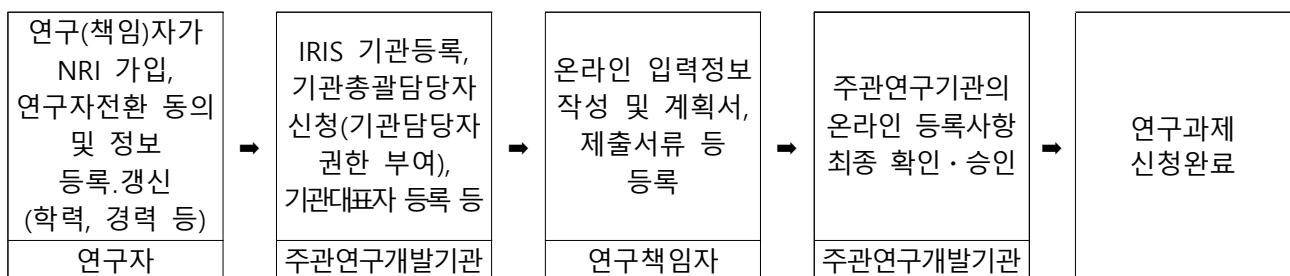 연구(책임)자가
NRI 가입,
연구자전환 동의
및 정보
등록.갱신
(학력, 경력 등)
연구자
➡
IRIS 기관등록,
기관총괄담당자
신청(기관담당자
권한 부여),
기관대표자 등록 등
주관연구개발기관
➡
온라인 입력정보
작성 및 계획서,
제출서류 등
등록
연구책임자
➡
주관연구기관의
온라인 등록사항
최종 확인・승인
주관연구개발기관
➡
연구과제
신청완료